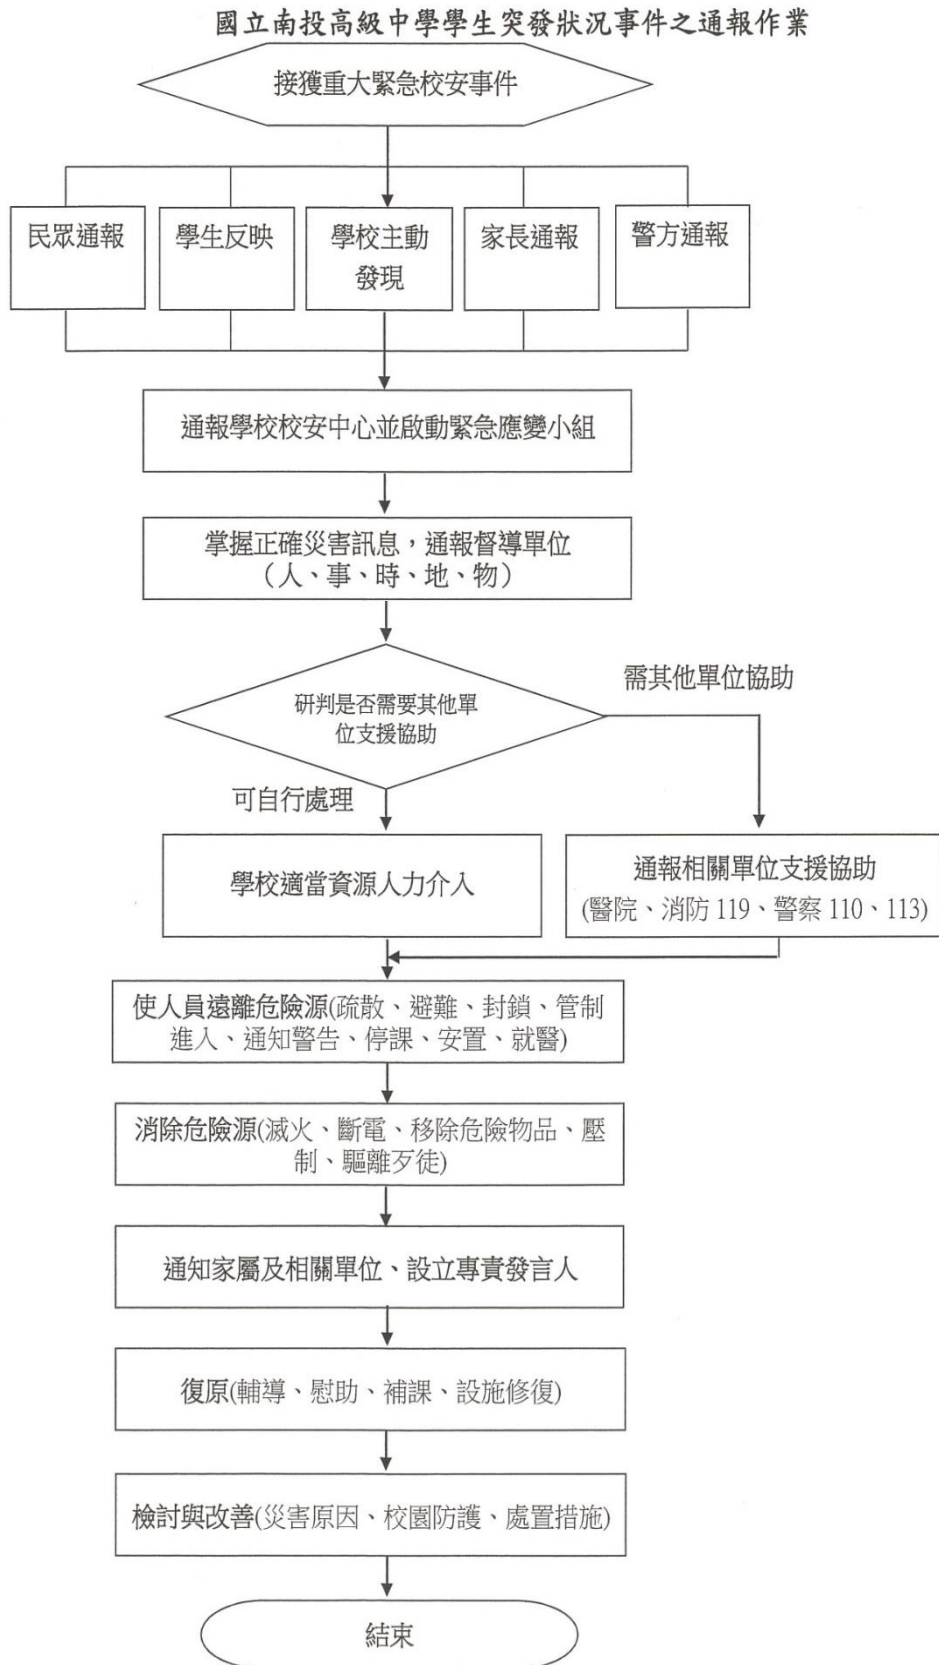 國立南投高級中學學生突發狀況事件之通報作業
接獲重大緊急校安事件
民眾通報
學生反映
學校主動
發現
家長通報
警方通報
通報學校校安中心並啟動緊急應變小組
掌握正確災害訊息，通報督導單位
（人、事、時、地、物）
研判是否需要其他單
位支援協助
需其他單位協助
可自行處理
學校適當資源人力介入
通報相關單位支援協助
(醫院、消防 119、警察 110、113)
使人員遠離危險源(疏散、避難、封鎖、管制
進入、通知警告、停課、安置、就醫)
消除危險源(滅火、斷電、移除危險物品、壓
制、驅離歹徒)
通知家屬及相關單位、設立專責發言人
復原(輔導、慰助、補課、設施修復)
檢討與改善(災害原因、校園防護、處置措施)
結束